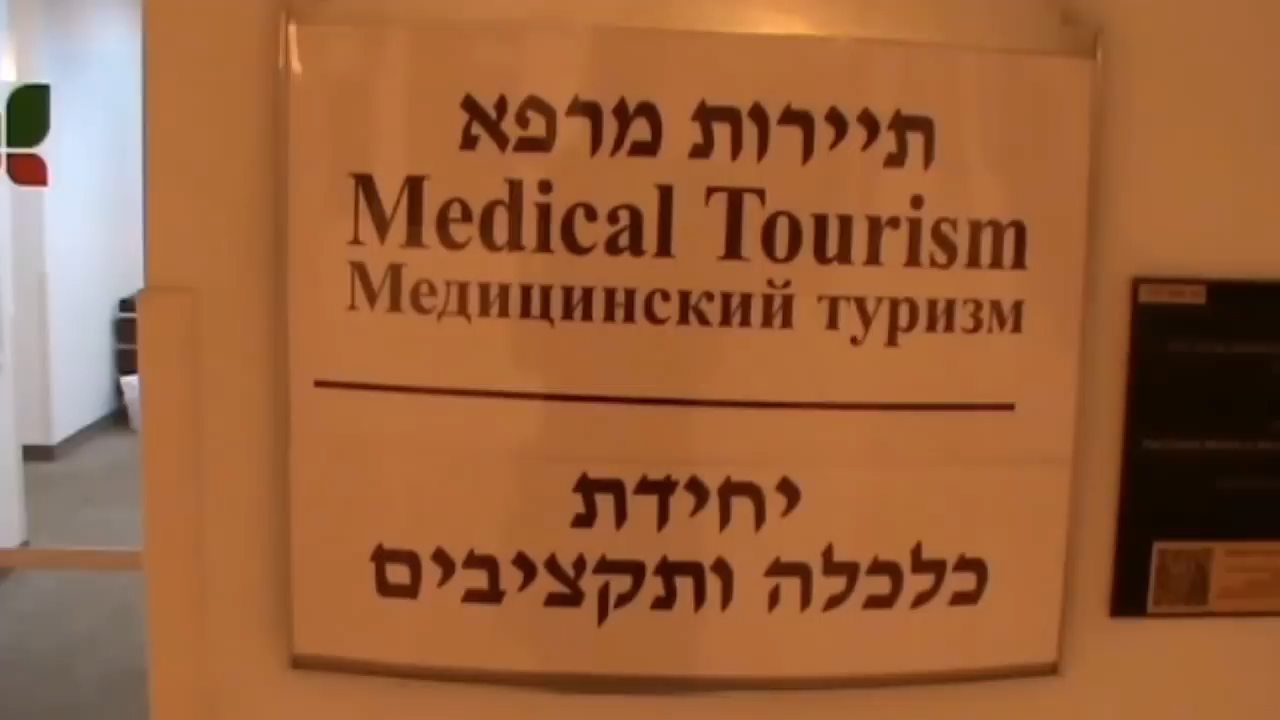 תיירות מרפא
Medical Tourism
Медицинский туризм
יחידת
כלכלה ותקציבים